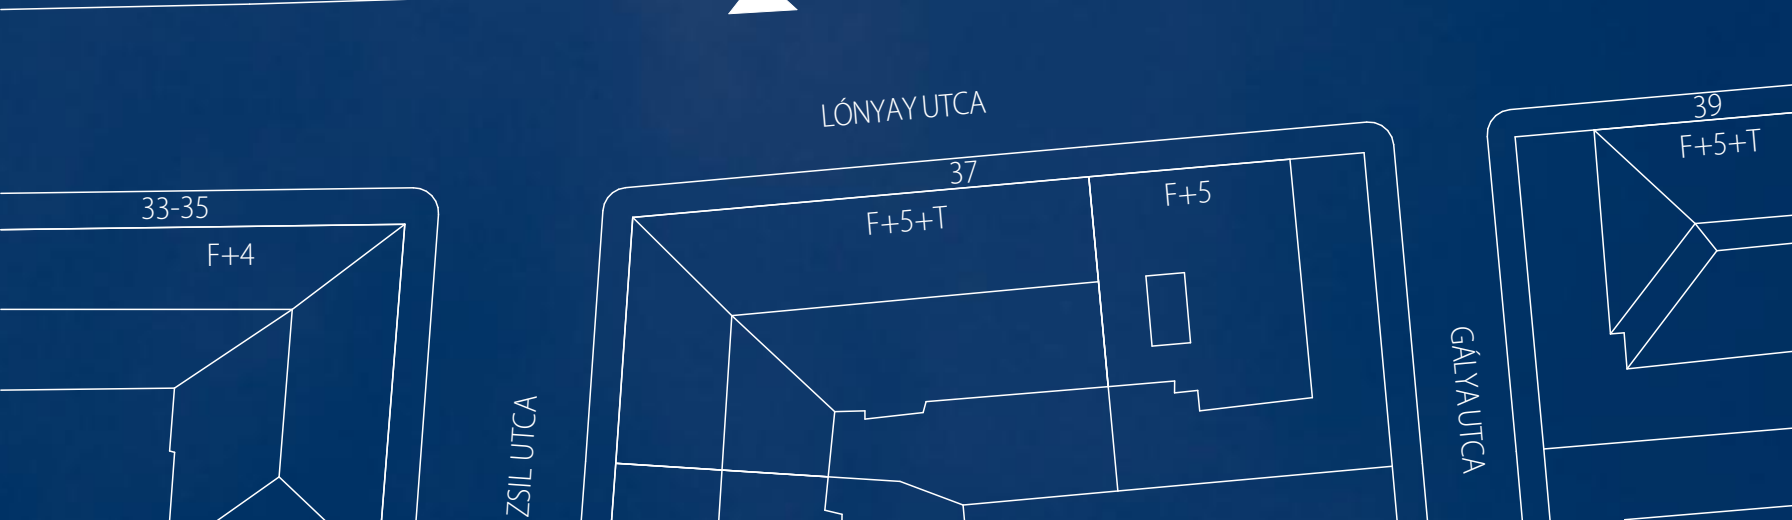 LÓNYAY UTCA
39
F+5+T
37
F+5
F+5+T
33-35
F+4
ZSIL UTCA
GÁLYA UTCA